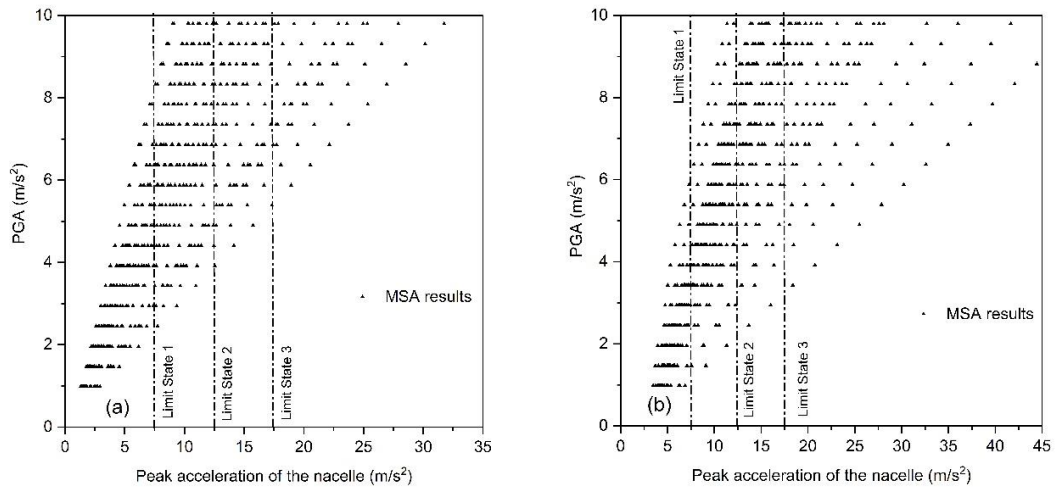 10
8
6
4
2
0
PGA (m/s²)
Limit State 1
Limit State 2
Limit State 3
▲ MSA results
(a)
0 5 10 15 20 25 30 35
Peak acceleration of the nacelle (m/s²)
10
8
6
4
2
0
PGA (m/s²)
Limit State 1
Limit State 2
Limit State 3
▲ MSA results
(b)
0 5 10 15 20 25 30 35 40 45
Peak acceleration of the nacelle (m/s²)